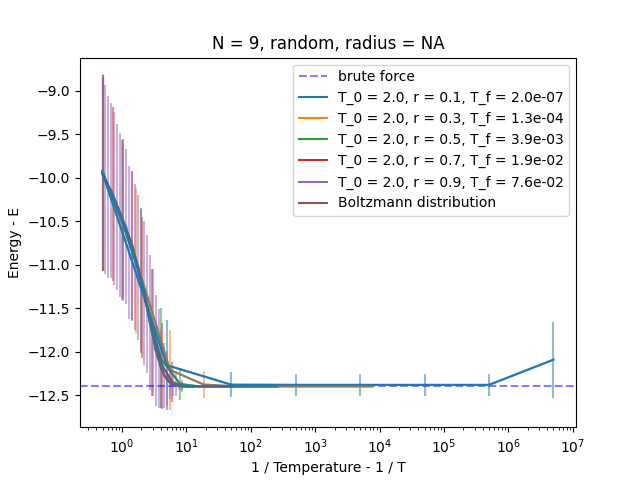 N = 9, random, radius = NA
Energy - E
−9.0
−9.5
−10.0
−10.5
−11.0
−11.5
−12.0
−12.5
brute force
T_0 = 2.0, r = 0.1, T_f = 2.0e-07
T_0 = 2.0, r = 0.3, T_f = 1.3e-04
T_0 = 2.0, r = 0.5, T_f = 3.9e-03
T_0 = 2.0, r = 0.7, T_f = 1.9e-02
T_0 = 2.0, r = 0.9, T_f = 7.6e-02
Boltzmann distribution
10⁰ 10¹ 10² 10³ 10⁴ 10⁵ 10⁶ 10⁷
1 / Temperature - 1 / T